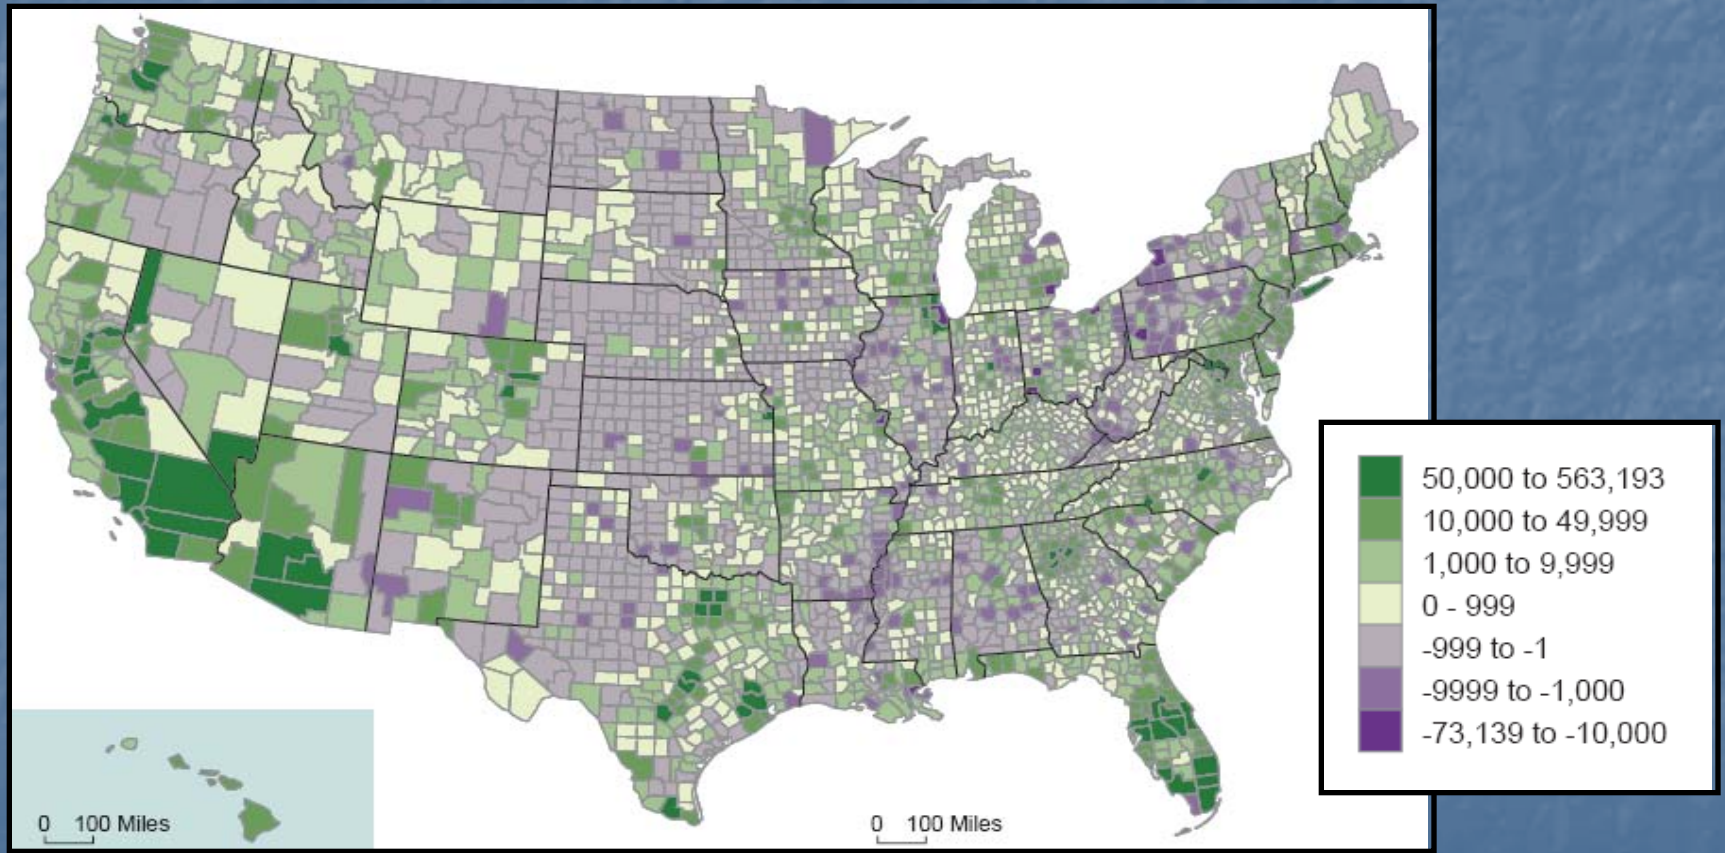 50,000 to 563,193
10,000 to 49,999
1,000 to 9,999
0 - 999
-999 to -1
-9999 to -1,000
-73,139 to -10,000
0 100 Miles
0 100 Miles